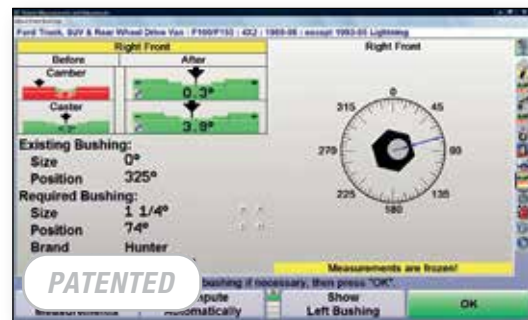 Ford Truck, SUV & Rear Wheel Drive Van : F100/F150 : 4X2 : 1980-96 : except 1993-95 Lightning
Right Front
Before
After
Camber
0.3°
Caster
3.9°
Existing Bushing:
Size 0°
Position 325°
Required Bushing:
Size 1 1/4°
Position 74°
Brand Hunter
Right Front
0
45
90
135
180
225
270
315
Measurements are frozen!
bushing if necessary, then press "OK".
PATENTED
Automatically
Show
Left Bushing
OK